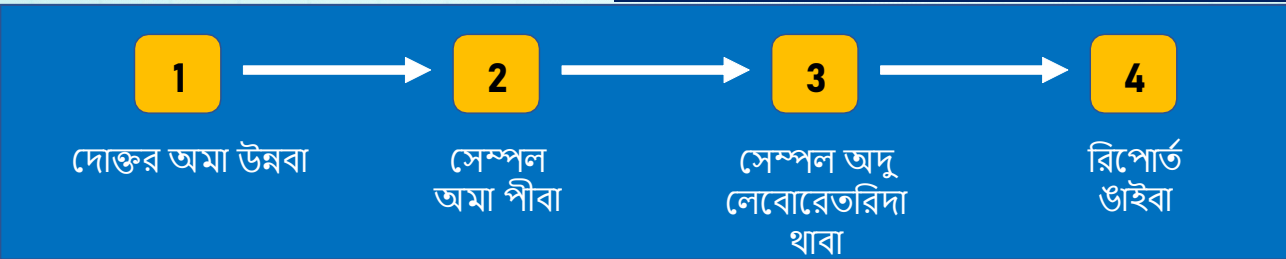 1
2
3
4
দোক্তর অমা উন্নবা
সেম্পল
অমা পীবা
সেম্পল অদু
লেবোরেতরিদা
থাবা
রিপোর্ত
ঙাইবা